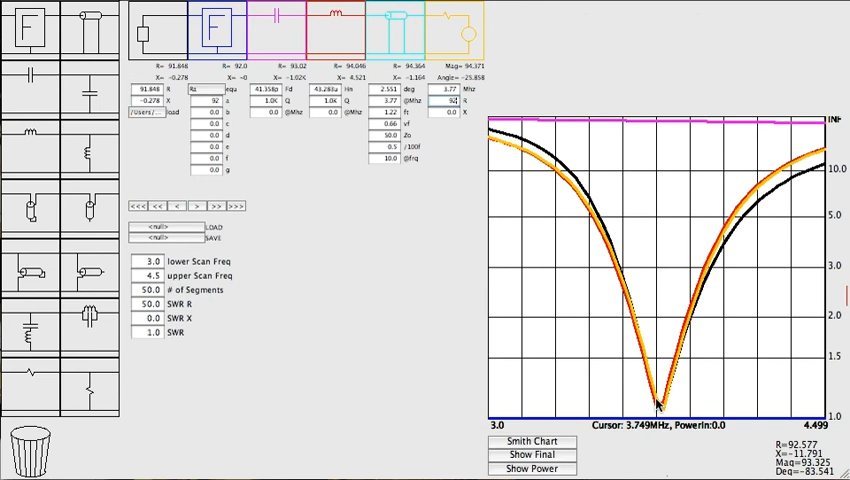 F F
R= 91.848 R= 92.0 R= 93.02 R= 94.046 R= 94.364 Mag= 94.371
X= -0.278 X= -0 X= -1.02K X= 4.521 X= -1.164 Angle= -25.858
91.848 R Rs equ 41.358p Fd 43.283u Hn 2.551 deg 3.77 Mhz
-0.278 X 92 a 1.0K Q 1.0K Q 3.77 @Mhz 92 R
/Users/... load 0.0 b 0.0 @Mhz 0.0 @Mhz 1.22 ft 0.0 X
0.0 c 0.66 vf
0.0 d 50.0 Zo
0.0 e 0.5 /100f
0.0 f 10.0 @frq
0.0 g
<<< << < > >> >>>
<null> LOAD
<null> SAVE
3.0 lower Scan Freq
4.5 upper Scan Freq
50.0 # of Segments
50.0 SWR R
0.0 SWR X
1.0 SWR
INF
10.0
5.0
3.0
2.0
1.5
1.0
3.0 Cursor: 3.749MHz, PowerIn:0.0 4.499
Smith Chart
Show Final
Show Power
R=92.577
X=-11.791
Mag=93.325
Deg=-83.541